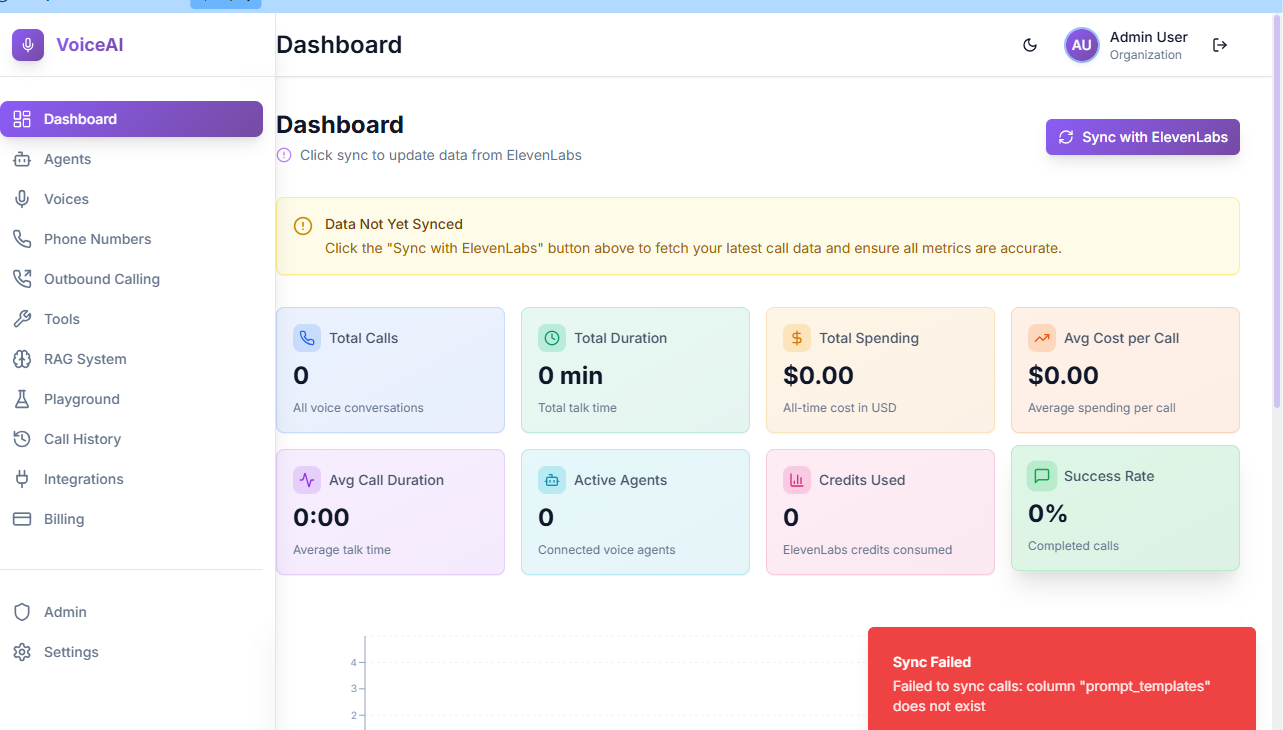 VoiceAI
Dashboard
Agents
Voices
Phone Numbers
Outbound Calling
Tools
RAG System
Playground
Call History
Integrations
Billing
Admin
Settings
Dashboard
AU
Admin User
Organization
Dashboard
Click sync to update data from ElevenLabs
Sync with ElevenLabs
Data Not Yet Synced
Click the "Sync with ElevenLabs" button above to fetch your latest call data and ensure all metrics are accurate.
Total Calls
0
All voice conversations
Total Duration
0 min
Total talk time
Total Spending
$0.00
All-time cost in USD
Avg Cost per Call
$0.00
Average spending per call
Avg Call Duration
0:00
Average talk time
Active Agents
0
Connected voice agents
Credits Used
0
ElevenLabs credits consumed
Success Rate
0%
Completed calls
4
3
2
Sync Failed
Failed to sync calls: column "prompt_templates"
does not exist